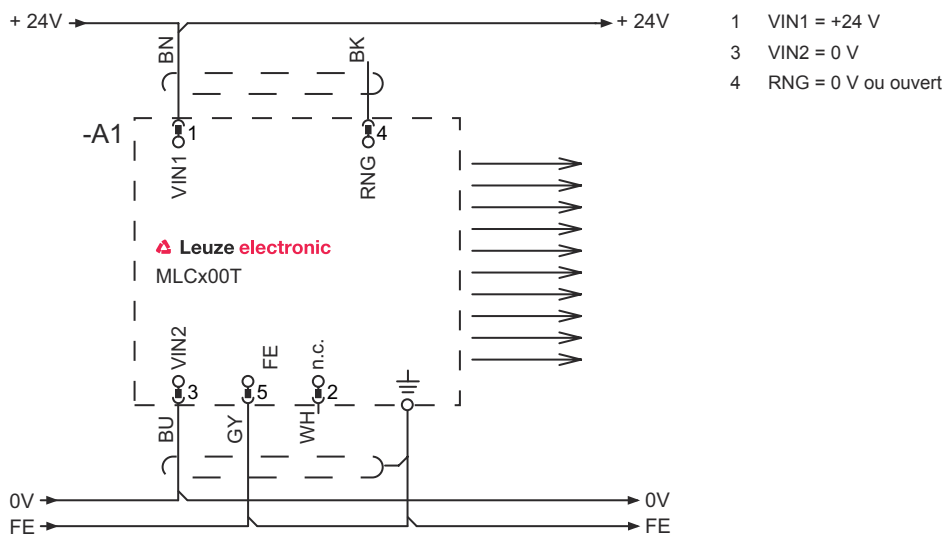 + 24V
+ 24V
BN
BK
-A1
1
4
VIN1
RNG
Leuze electronic
MLCx00T
VIN2
FE
n.c.
3
5
2
BU
GY
WH
0V
0V
FE
FE
1 VIN1 = +24 V
3 VIN2 = 0 V
4 RNG = 0 V ou ouvert